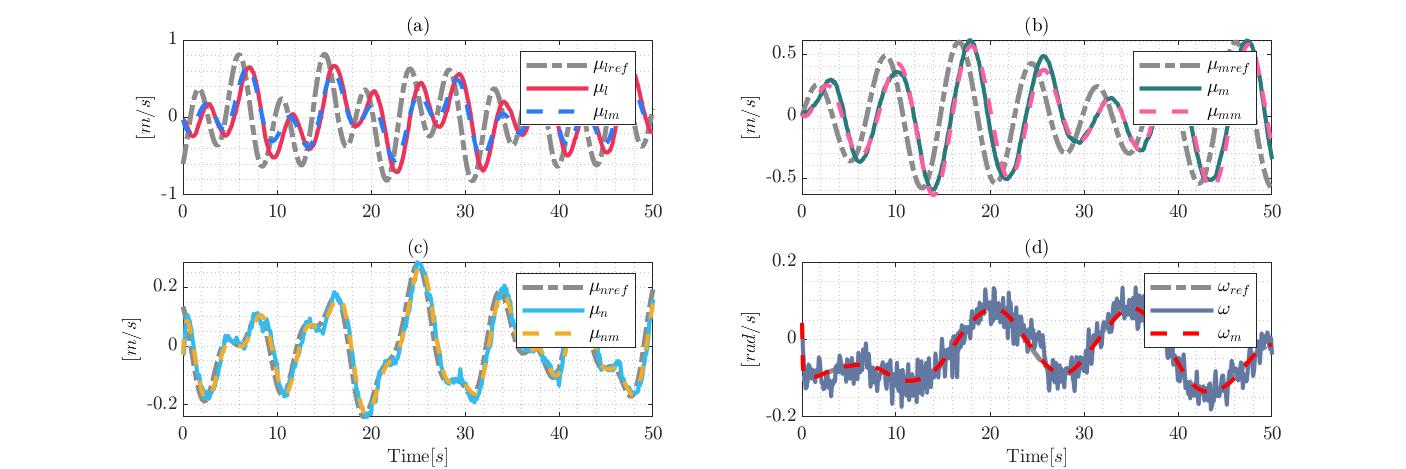 (a)
[m/s]
1
0
-1
0 10 20 30 40 50
μlref
μl
μlm
(b)
[m/s]
0.5
0
-0.5
0 10 20 30 40 50
μmref
μm
μmm
(c)
[m/s]
0.2
0
-0.2
0 10 20 30 40 50
Time[s]
μnref
μn
μnm
(d)
[rad/s]
0.2
0
-0.2
0 10 20 30 40 50
Time[s]
ωref
ω
ωm